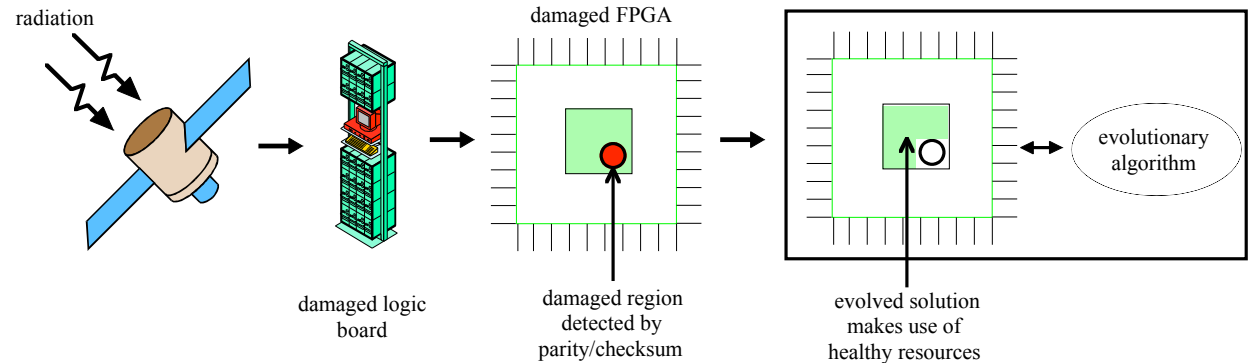 radiation
damaged logic
board
damaged FPGA
damaged region
detected by
parity/checksum
evolved solution
makes use of
healthy resources
evolutionary
algorithm